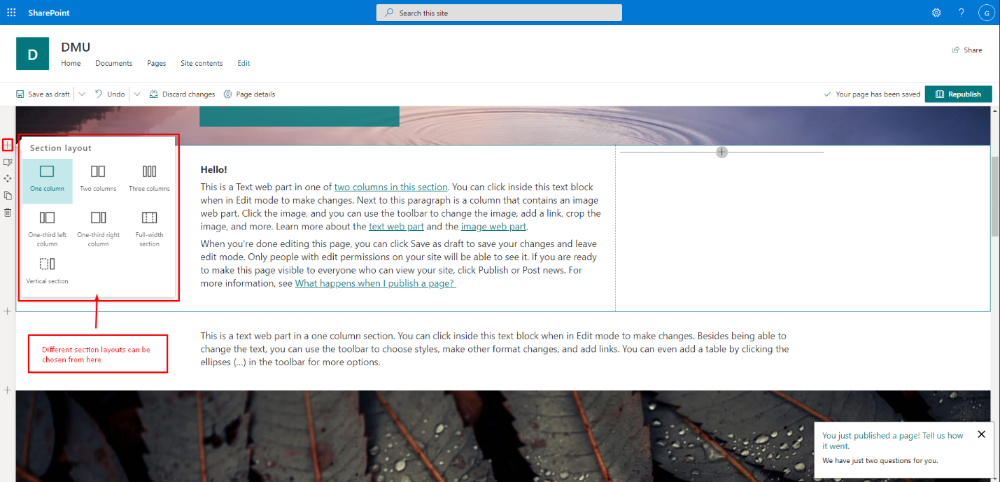 SharePoint
Search this site
?
G
D
DMU
Home Documents Pages Site contents Edit
Share
Save as draft Undo Discard changes Page details
Your page has been saved Republish
Section layout
One column Two columns Three columns
One-third left column One-third right column Full-width section
Vertical section
Hello!
This is a Text web part in one of two columns in this section. You can click inside this text block
when in Edit mode to make changes. Next to this paragraph is a column that contains an image
web part. Click the image, and you can use the toolbar to change the image, add a link, crop the
image, and more. Learn more about the text web part and the image web part.
When you're done editing this page, you can click Save as draft to save your changes and leave
edit mode. Only people with edit permissions on your site will be able to see it. If you are ready
to make this page visible to everyone who can view your site, click Publish or Post news. For
more information, see What happens when I publish a page?
Different section layouts can be
chosen from here
This is a text web part in a one column section. You can click inside this text block when in Edit mode to make changes. Besides being able to
change the text, you can use the toolbar to choose styles, make other format changes, and add links. You can even add a table by clicking the
ellipses (...) in the toolbar for more options.
You just published a page! Tell us how
it went.
We have just two questions for you.